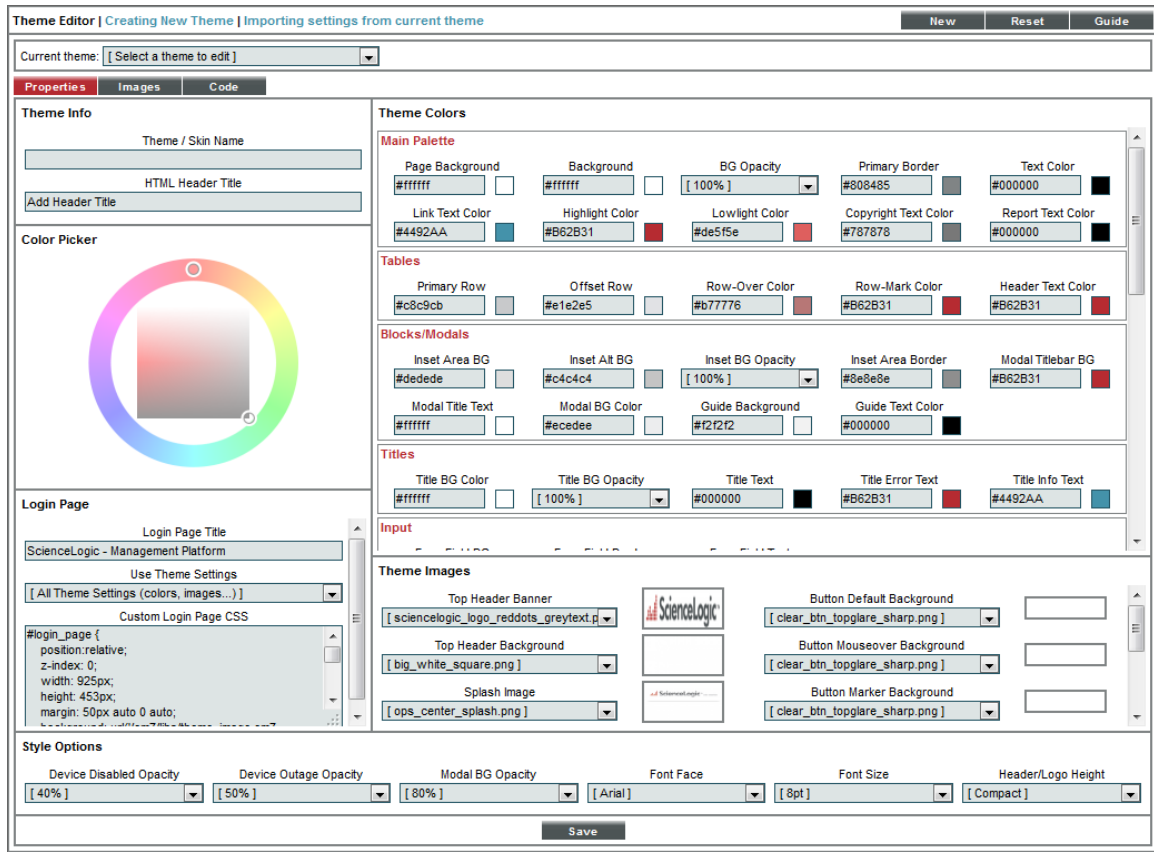 Theme Editor | Creating New Theme | Importing settings from current theme New Reset Guide
Current theme: [ Select a theme to edit ]
Properties Images Code
Theme Info
Theme / Skin Name
HTML Header Title
Add Header Title
Color Picker
Login Page
Login Page Title
ScienceLogic - Management Platform
Use Theme Settings
[ All Theme Settings (colors, images...) ]
Custom Login Page CSS
#login_page {
position:relative;
z-index: 0;
width: 925px;
height: 453px;
margin: 50px auto 0 auto;
Theme Colors
Main Palette
Page Background Background BG Opacity Primary Border Text Color
#ffffff #ffffff [ 100% ] #808485 #000000
Link Text Color Highlight Color Lowlight Color Copyright Text Color Report Text Color
#4492AA #B62B31 #de5f5e #787878 #000000
Tables
Primary Row Offset Row Row-Over Color Row-Mark Color Header Text Color
#c8c9cb #e1e2e5 #b77776 #B62B31 #B62B31
Blocks/Modals
Inset Area BG Inset Alt BG Inset BG Opacity Inset Area Border Modal Titlebar BG
#dedede #c4c4c4 [ 100% ] #8e8e8e #B62B31
Modal Title Text Modal BG Color Guide Background Guide Text Color
#ffffff #ecedee #f2f2f2 #000000
Titles
Title BG Color Title BG Opacity Title Text Title Error Text Title Info Text
#ffffff [ 100% ] #000000 #B62B31 #4492AA
Input
Theme Images
Top Header Banner Button Default Background
[ sciencelogic_logo_reddots_greytext.p ScienceLogic [ clear_btn_topglare_sharp.png ]
Top Header Background Button Mouseover Background
[ big_white_square.png ] [ clear_btn_topglare_sharp.png ]
Splash Image Button Marker Background
[ ops_center_splash.png ] ScienceLogic [ clear_btn_topglare_sharp.png ]
Style Options
Device Disabled Opacity Device Outage Opacity Modal BG Opacity Font Face Font Size Header/Logo Height
[ 40% ] [ 50% ] [ 80% ] [ Arial ] [ 8pt ] [ Compact ]
Save